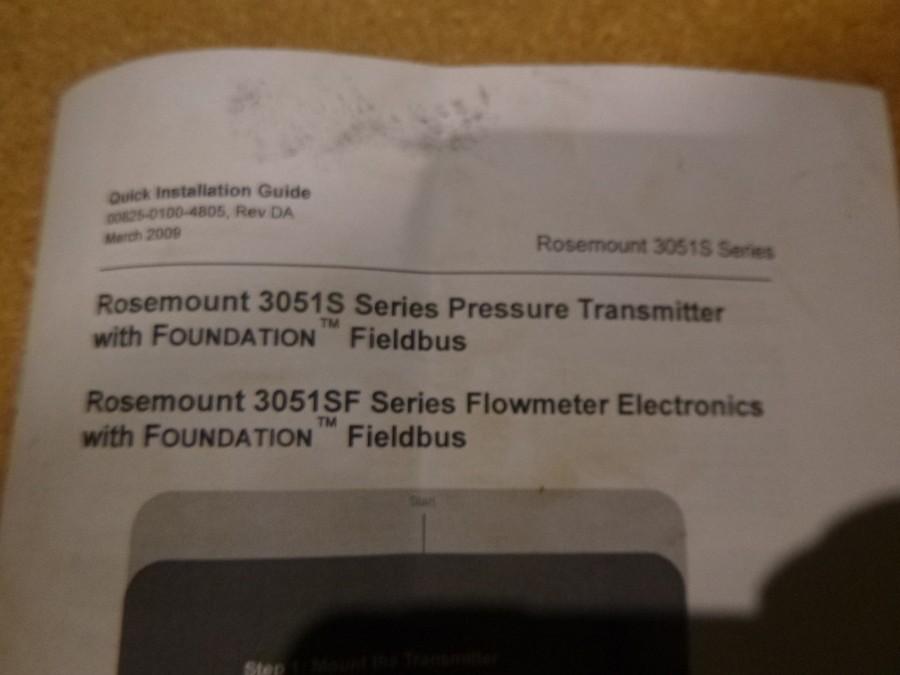 Quick Installation Guide
00825-0100-4805, Rev DA
March 2009
Rosemount 3051S Series
Rosemount 3051S Series Pressure Transmitter
with FOUNDATION™ Fieldbus
Rosemount 3051SF Series Flowmeter Electronics
with FOUNDATION™ Fieldbus
Start
Step 1: Mount the Transmitter